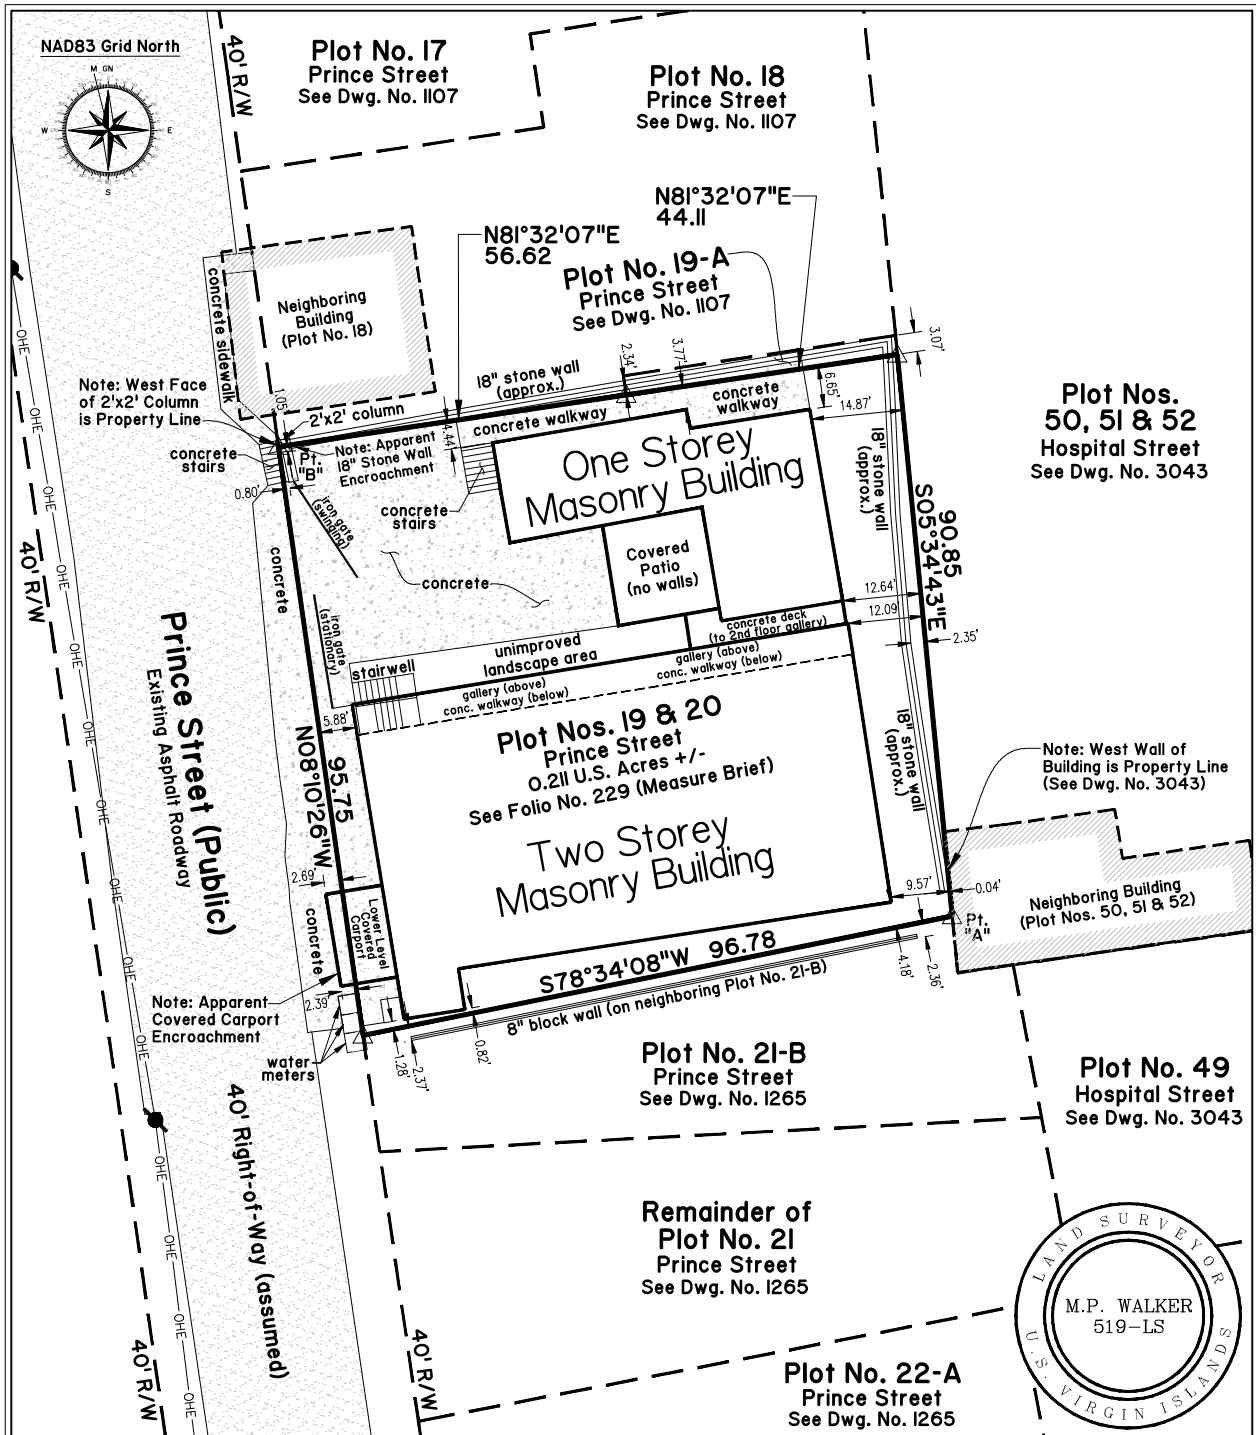 NAD83 Grid North
M GN
W
E
S
40' R/W
Plot No. 17
Prince Street
See Dwg. No. 1107
Plot No. 18
Prince Street
See Dwg. No. 1107
N81°32'07"E
44.11
N81°32'07"E
56.62
Plot No. 19-A
Prince Street
See Dwg. No. 1107
concrete sidewalk
Neighboring
Building
(Plot No. 18)
Note: West Face
of 2'x2' Column
is Property Line
1.05'
2'x2' column
18" stone wall
(approx.)
2.34'
3.77'
3.07'
6.65'
14.87'
concrete walkway
concrete
walkway
4.44'
Note: Apparent
18" Stone Wall
Encroachment
Pt.
"B"
concrete
stairs
0.80'
iron gate
(swinging)
concrete
stairs
One Storey
Masonry Building
18" stone wall
(approx.)
90.85
S05°34'43"E
Plot Nos.
50, 51 & 52
Hospital Street
See Dwg. No. 3043
Covered
Patio
(no walls)
concrete
concrete
12.64'
12.09'
2.35'
concrete deck
(to 2nd floor gallery)
iron gate
(stationary)
unimproved
landscape area
stairwell
gallery (above)
conc. walkway (below)
gallery (above)
conc. walkway (below)
5.88'
Plot Nos. 19 & 20
Prince Street
0.211 U.S. Acres +/-
See Folio No. 229 (Measure Brief)
Two Storey
Masonry Building
18" stone wall
(approx.)
Note: West Wall of
Building is Property Line
(See Dwg. No. 3043)
40' R/W
OHE
OHE
OHE
OHE
OHE
OHE
OHE
OHE
OHE
OHE
OHE
OHE
Prince Street (Public)
Existing Asphalt Roadway
95.75
N08°10'26"W
2.69'
concrete
Lower Level
Covered
Carport
9.57'
0.04'
Neighboring Building
(Plot Nos. 50, 51 & 52)
Pt.
"A"
S78°34'08"W 96.78
8" block wall (on neighboring Plot No. 21-B)
4.18'
2.36'
Note: Apparent
Covered Carport
Encroachment
2.39'
water
meters
1.28'
2.37'
0.82'
Plot No. 21-B
Prince Street
See Dwg. No. 1265
Plot No. 49
Hospital Street
See Dwg. No. 3043
40' Right-of-Way (assumed)
Remainder of
Plot No. 21
Prince Street
See Dwg. No. 1265
40' R/W
40' R/W
Plot No. 22-A
Prince Street
See Dwg. No. 1265
LAND SURVEYOR
M.P. WALKER
519-LS
U.S. VIRGIN ISLANDS